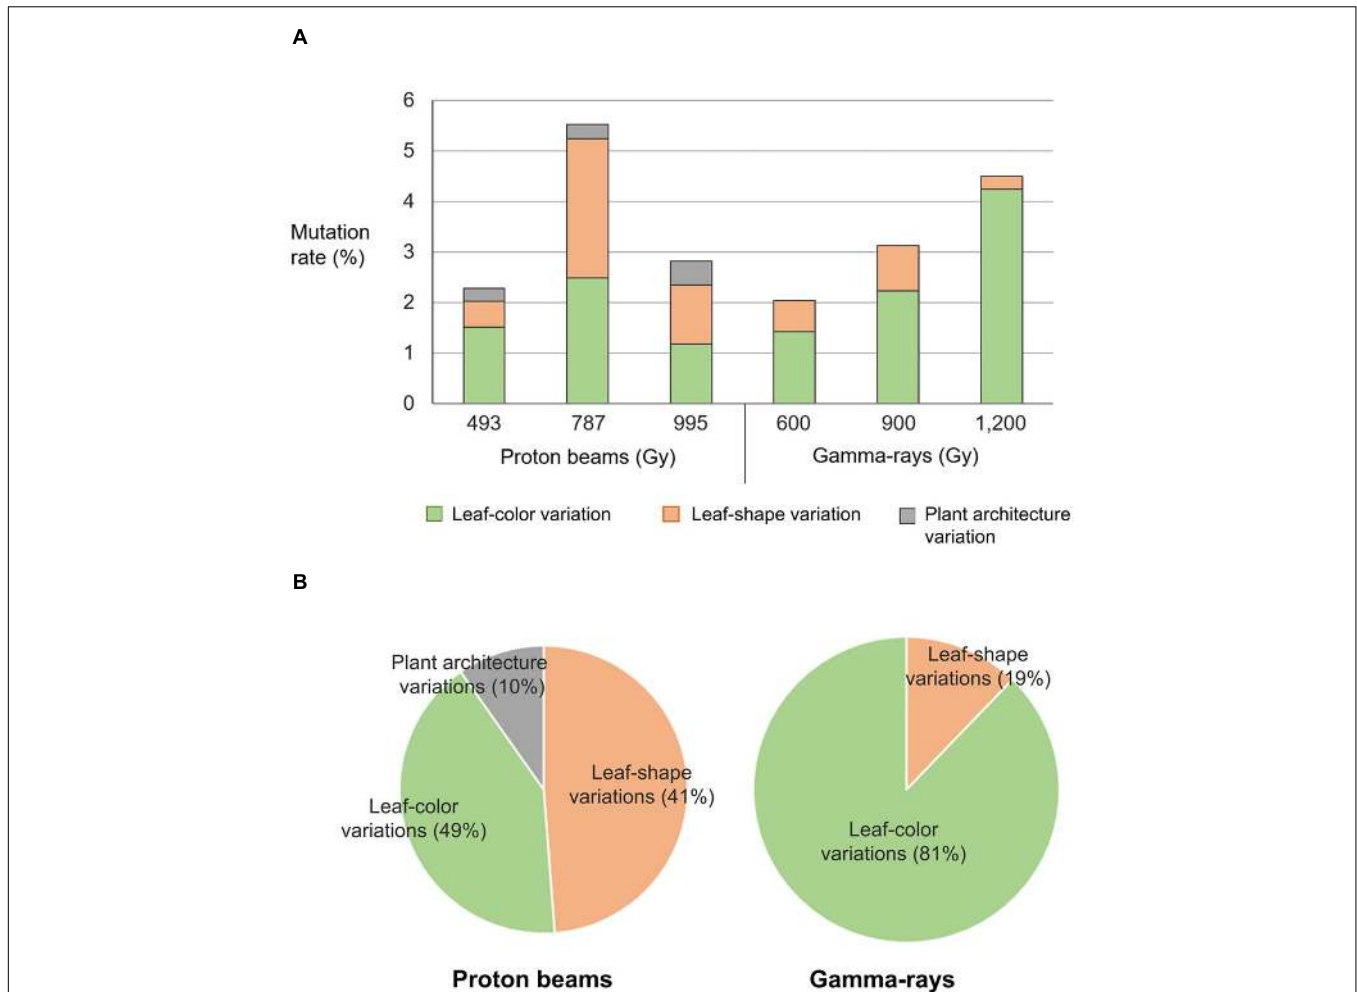 A
6
5
4
3
2
1
0
Mutation
rate (%)
493 787 995 600 900 1,200
Proton beams (Gy) Gamma-rays (Gy)
Leaf-color variation Leaf-shape variation Plant architecture
variation
B
Plant architecture
variations (10%)
Leaf-shape
variations (41%)
Leaf-color
variations (49%)
Leaf-shape
variations (19%)
Leaf-color
variations (81%)
Proton beams Gamma-rays